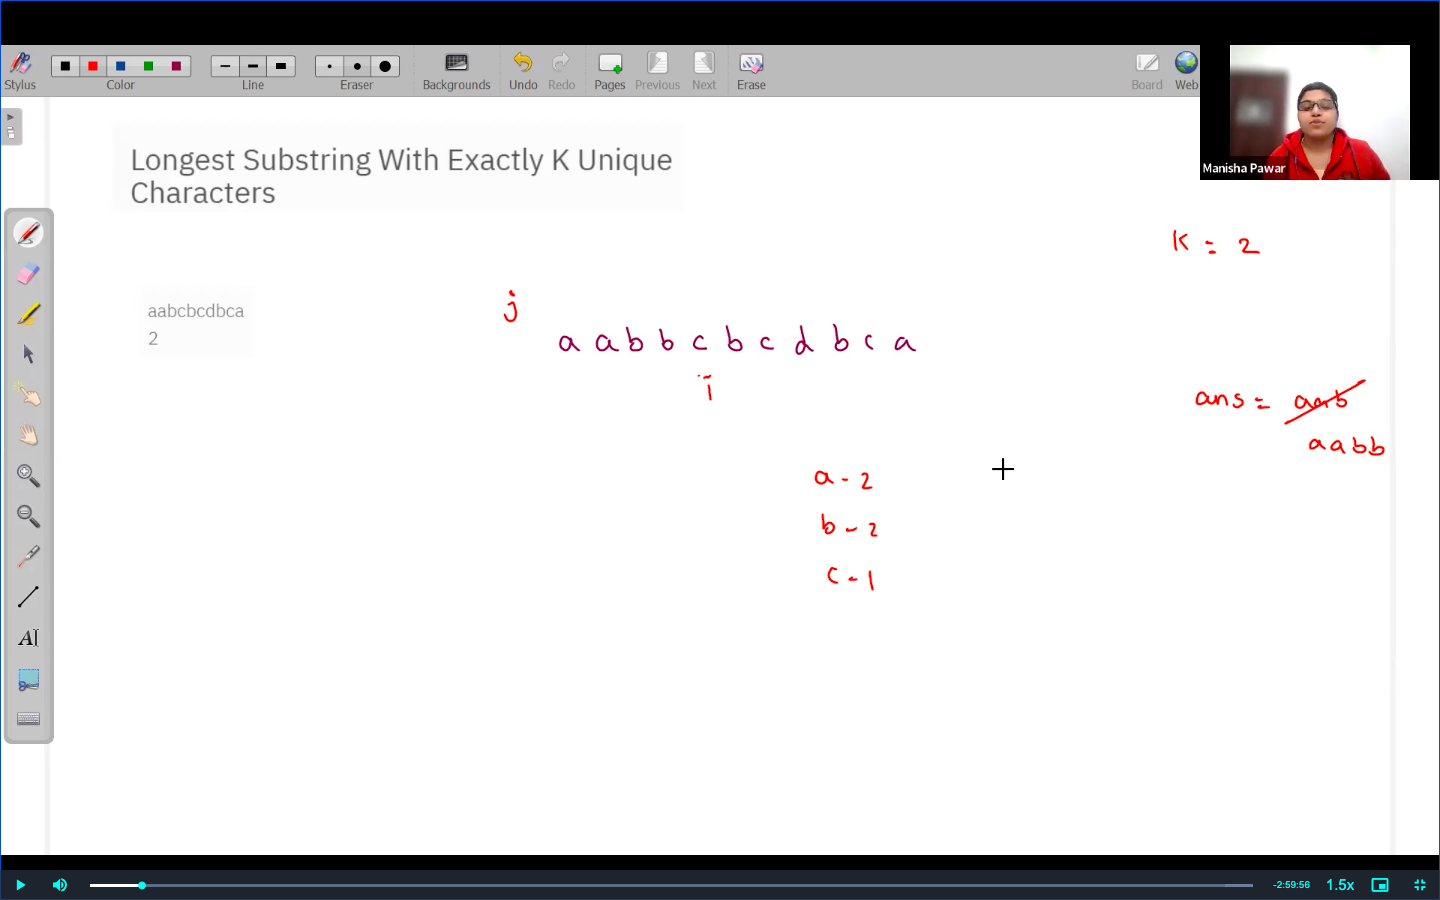 Stylus
Color
Line
Eraser
Backgrounds
Undo
Redo
Pages
Previous
Next
Erase
Board
Web
Manisha Pawar
Longest Substring With Exactly K Unique
Characters
K = 2
aabcbcdbca
2
j
a a b b c b c d b c a
i
ans = aab
aabb
a - 2
b - 2
c - 1
AI
-2:59:56
1.5x